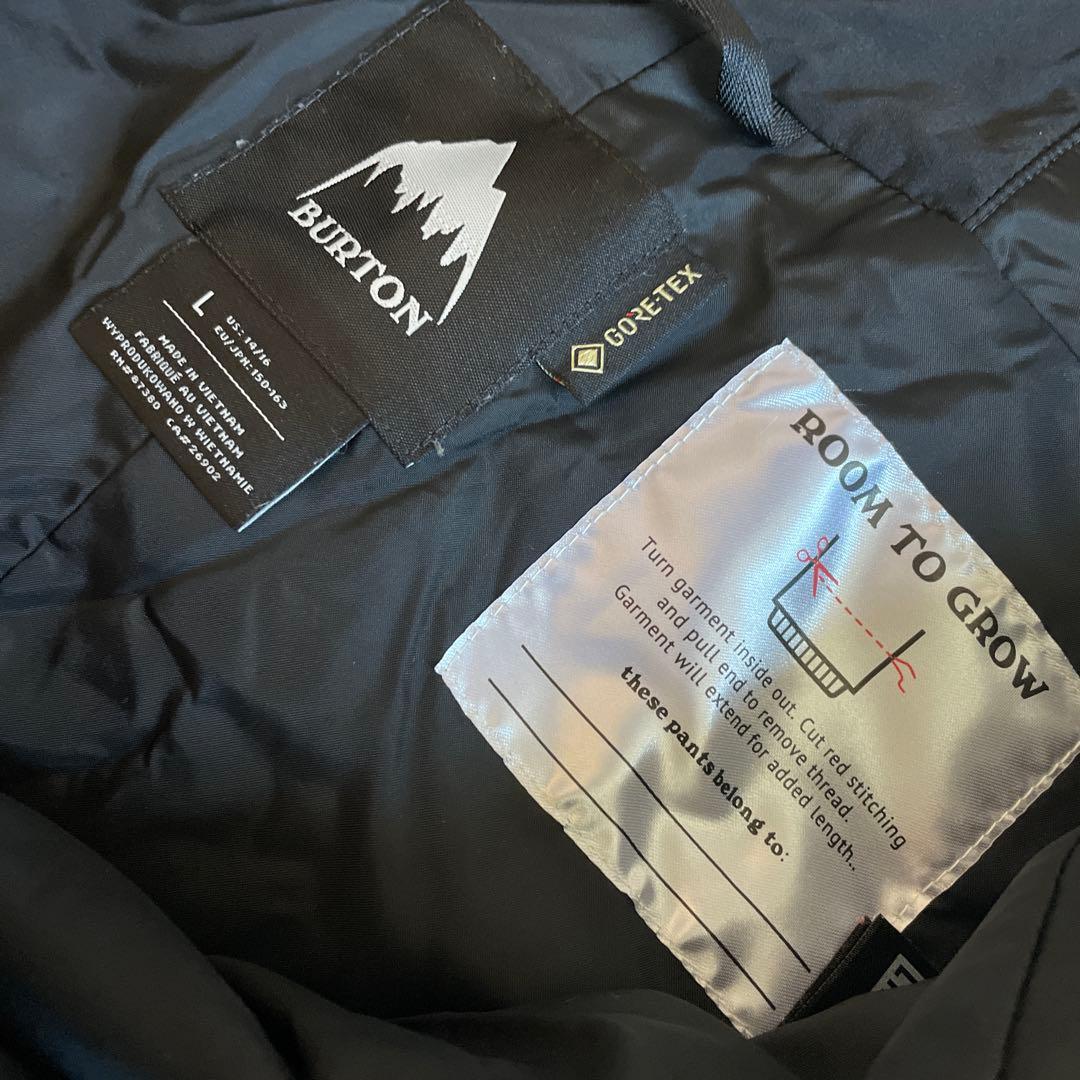 BURTON
GORE-TEX
L
US: 14/16
EU/JPN: 150-163
MADE IN VIETNAM
FABRIQUÉ AU VIETNAM
WYPRODUKOWANO W WIETNAMIE
RN#67380 CA#26902
ROOM TO GROW
Turn garment inside out. Cut red stitching
and pull end to remove thread.
Garment will extend for added length..
these pants belong to: